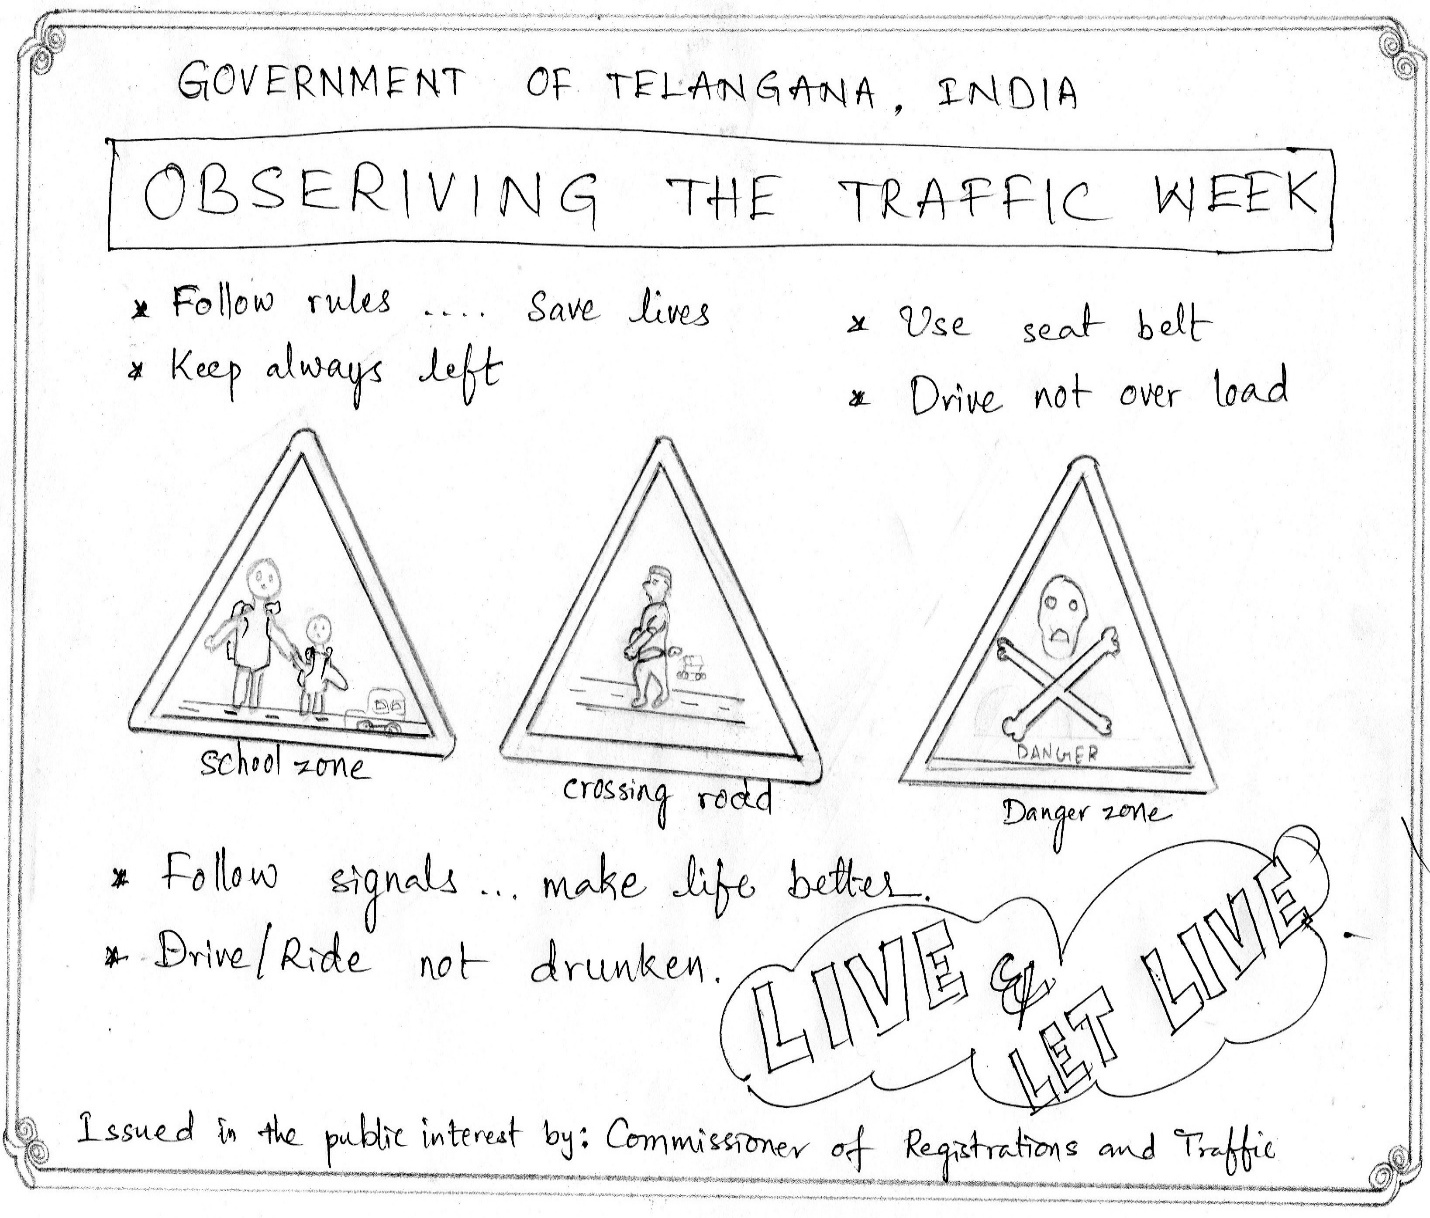 GOVERNMENT OF TELANGANA, INDIA
OBSERIVING THE TRAFFIC WEEK
* Follow rules .... Save lives
* Keep always left
* Use seat belt
* Drive not over load
DANGER
School zone
crossing road
Danger zone
* Follow signals ... make life better.
* Drive/Ride not drunken.
LIVE &
LET LIVE
Issued in the public interest by: Commissioner of Registrations and Traffic